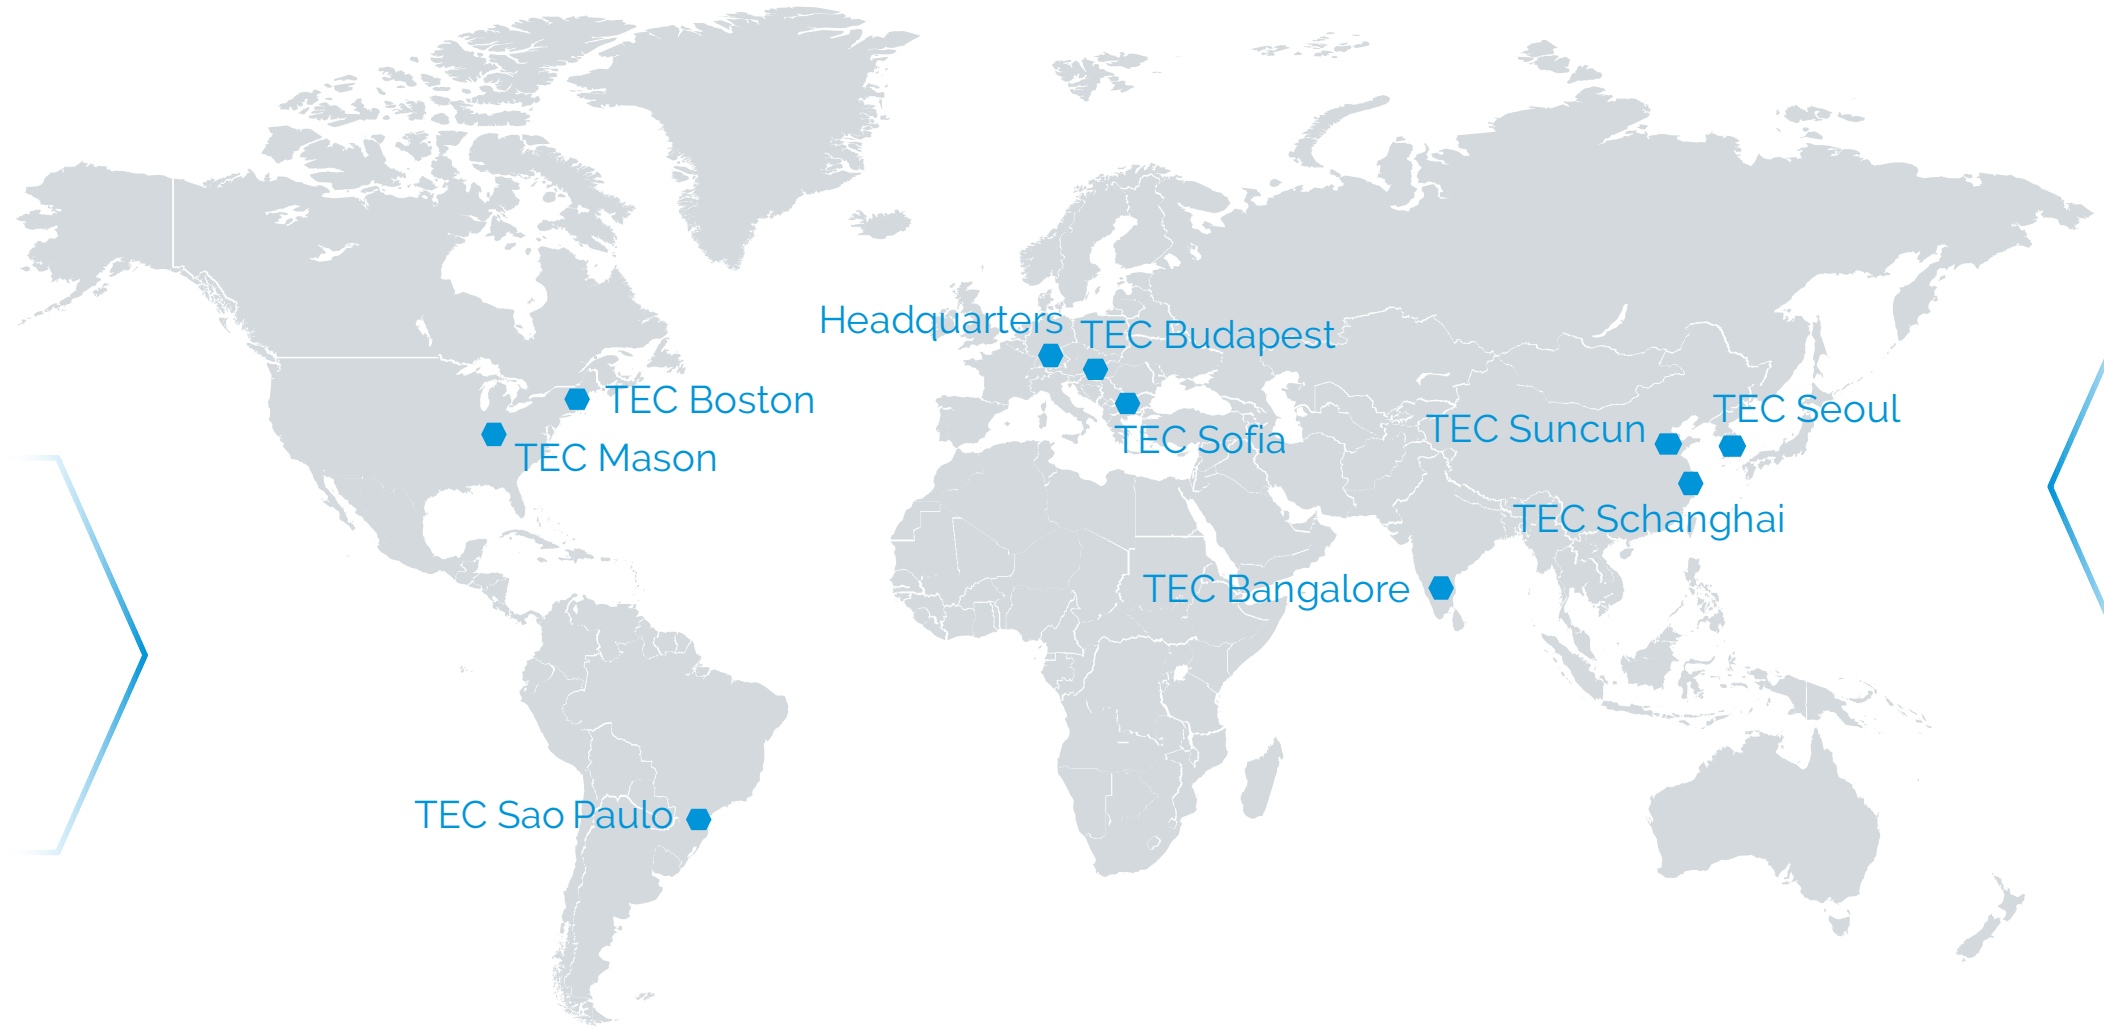 Headquarters
TEC Budapest
TEC Boston
TEC Seoul
TEC Suncun
TEC Sofia
TEC Mason
TEC Schanghai
TEC Bangalore
TEC Sao Paulo